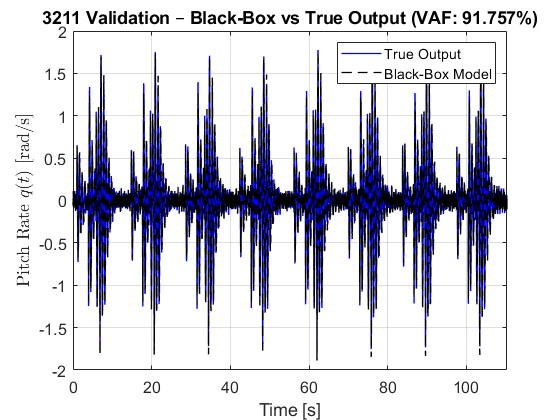 3211 Validation – Black-Box vs True Output (VAF: 91.757%)
2
1.5
1
0.5
0
-0.5
-1
-1.5
-2
Pitch Rate q(t) [rad/s]
True Output
Black-Box Model
0 20 40 60 80 100
Time [s]